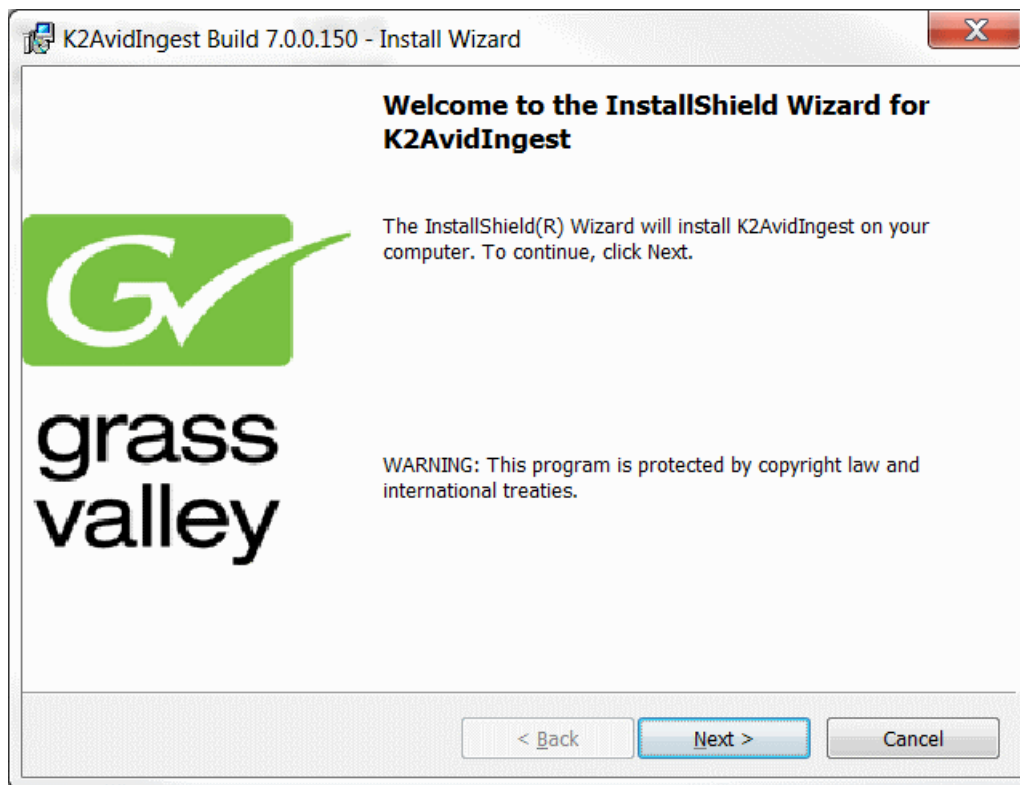 K2AvidIngest Build 7.0.0.150 - Install Wizard
Welcome to the InstallShield Wizard for
K2AvidIngest
The InstallShield(R) Wizard will install K2AvidIngest on your
computer. To continue, click Next.
GV
grass
valley
WARNING: This program is protected by copyright law and
international treaties.
< Back
Next >
Cancel